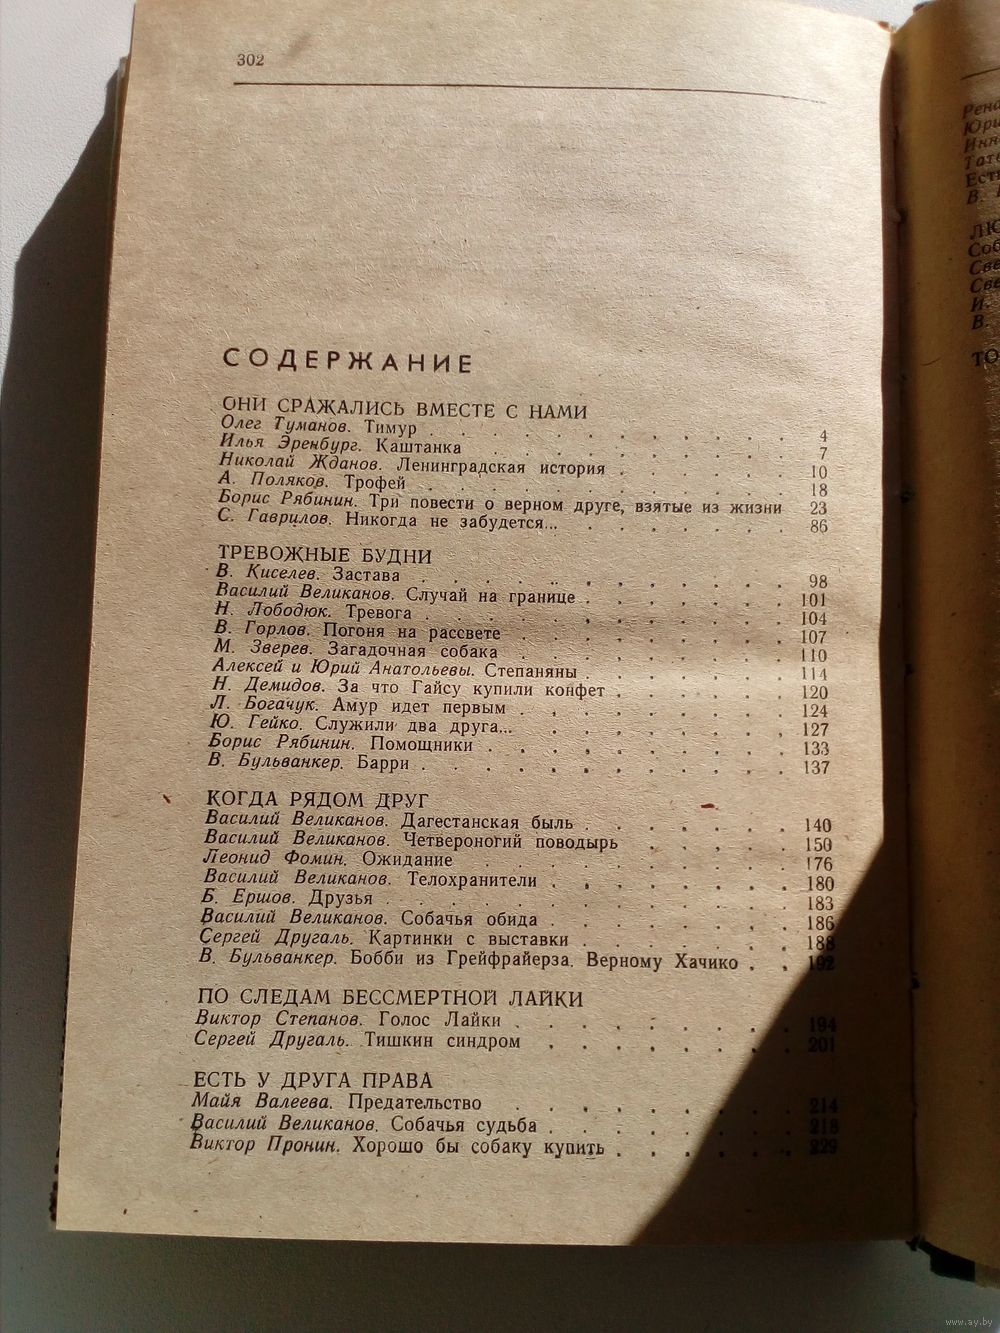 302
СОДЕРЖАНИЕ
ОНИ СРАЖАЛИСЬ ВМЕСТЕ С НАМИ
Олег Туманов. Тимур . . . . . . . . . . . 4
Илья Эренбург. Каштанка . . . . . . . . . 7
Николай Жданов. Ленинградская история . . . . . 10
А. Поляков. Трофей . . . . . . . . . . . 18
Борис Рябинин. Три повести о верном друге, взятые из жизни 23
С. Гаврилов. Никогда не забудется... . . . . . . . 86
ТРЕВОЖНЫЕ БУДНИ
В. Киселев. Застава . . . . . . . . . . . 98
Василий Великанов. Случай на границе . . . . . . 101
Н. Лободюк. Тревога . . . . . . . . . . . 104
В. Горлов. Погоня на рассвете . . . . . . . . 107
М. Зверев. Загадочная собака . . . . . . . . 110
Алексей и Юрий Анатольевы. Степаняны . . . . . . 114
Н. Демидов. За что Гайсу купили конфет . . . . . 120
Л. Богачук. Амур идет первым . . . . . . . . 124
Ю. Гейко. Служили два друга... . . . . . . . . 127
Борис Рябинин. Помощники . . . . . . . . . 133
В. Бульванкер. Барри . . . . . . . . . . . 137
КОГДА РЯДОМ ДРУГ
Василий Великанов. Дагестанская быль . . . . . . 140
Василий Великанов. Четвероногий поводырь . . . . . 150
Леонид Фомин. Ожидание . . . . . . . . . 176
Василий Великанов. Телохранители . . . . . . . 180
Б. Ершов. Друзья . . . . . . . . . . . . 183
Василий Великанов. Собачья обида . . . . . . . 186
Сергей Другаль. Картинки с выставки . . . . . . 188
В. Бульванкер. Бобби из Грейфрайерза. Верному Хачико . . 192
ПО СЛЕДАМ БЕССМЕРТНОЙ ЛАЙКИ
Виктор Степанов. Голос Лайки . . . . . . . . 194
Сергей Другаль. Тишкин синдром . . . . . . . 201
ЕСТЬ У ДРУГА ПРАВА
Майя Валеева. Предательство . . . . . . . . 214
Василий Великанов. Собачья судьба . . . . . . . 218
Виктор Пронин. Хорошо бы собаку купить . . . . . 229
www.ay.by